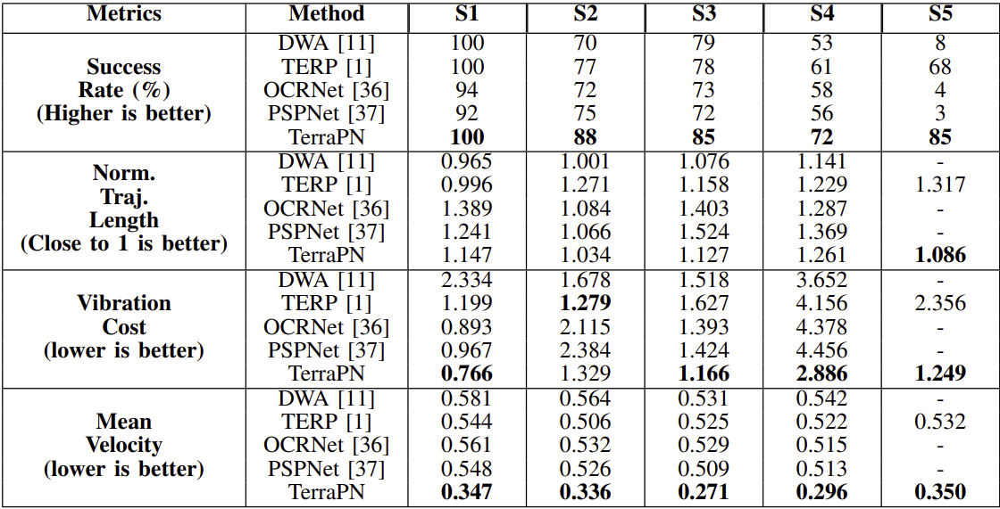 Metrics Method S1 S2 S3 S4 S5
Success Rate (%) (Higher is better)
DWA [11] 100 70 79 53 8
TERP [1] 100 77 78 61 68
OCRNet [36] 94 72 73 58 4
PSPNet [37] 92 75 72 56 3
TerraPN 100 88 85 72 85
Norm. Traj. Length (Close to 1 is better)
DWA [11] 0.965 1.001 1.076 1.141 -
TERP [1] 0.996 1.271 1.158 1.229 1.317
OCRNet [36] 1.389 1.084 1.403 1.287 -
PSPNet [37] 1.241 1.066 1.524 1.369 -
TerraPN 1.147 1.034 1.127 1.261 1.086
Vibration Cost (lower is better)
DWA [11] 2.334 1.678 1.518 3.652 -
TERP [1] 1.199 1.279 1.627 4.156 2.356
OCRNet [36] 0.893 2.115 1.393 4.378 -
PSPNet [37] 0.967 2.384 1.424 4.456 -
TerraPN 0.766 1.329 1.166 2.886 1.249
Mean Velocity (lower is better)
DWA [11] 0.581 0.564 0.531 0.542 -
TERP [1] 0.544 0.506 0.525 0.522 0.532
OCRNet [36] 0.561 0.532 0.529 0.515 -
PSPNet [37] 0.548 0.526 0.509 0.513 -
TerraPN 0.347 0.336 0.271 0.296 0.350